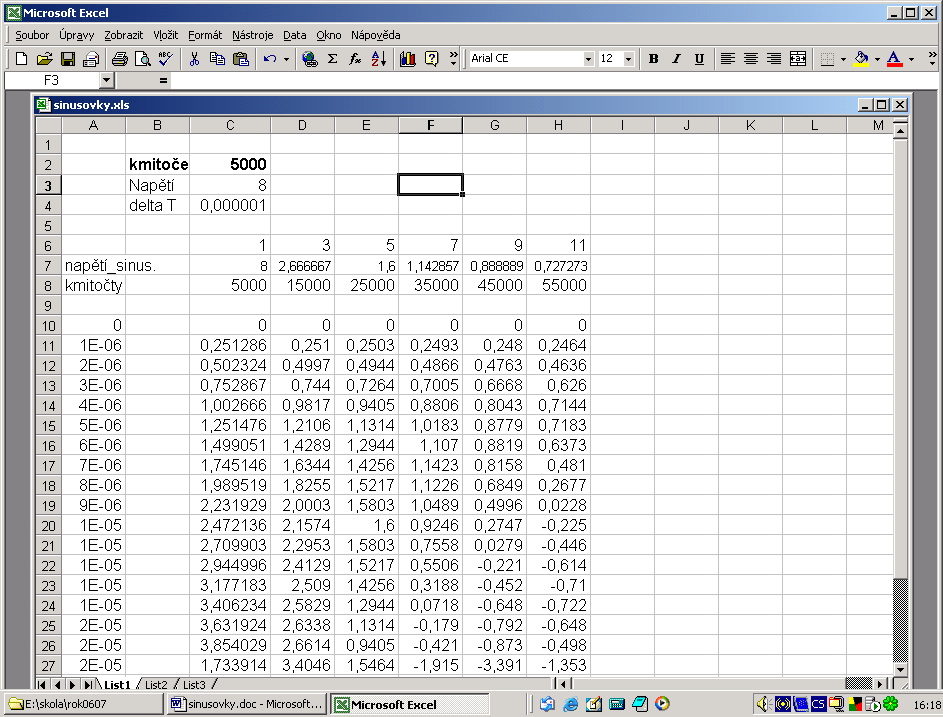 Microsoft Excel
Soubor Úpravy Zobrazit Vložit Formát Nástroje Data Okno Nápověda
Arial CE 12 B I U
F3 =
sinusovky.xls
A B C D E F G H I J K L M
1
2 kmitoče 5000
3 Napětí 8
4 delta T 0,000001
5
6 1 3 5 7 9 11
7 napětí_sinus. 8 2,666667 1,6 1,142857 0,888889 0,727273
8 kmitočty 5000 15000 25000 35000 45000 55000
9
10 0 0 0 0 0 0 0
11 1E-06 0,251286 0,251 0,2503 0,2493 0,248 0,2464
12 2E-06 0,502324 0,4997 0,4944 0,4866 0,4763 0,4636
13 3E-06 0,752867 0,744 0,7264 0,7005 0,6668 0,626
14 4E-06 1,002666 0,9817 0,9405 0,8806 0,8043 0,7144
15 5E-06 1,251476 1,2106 1,1314 1,0183 0,8779 0,7183
16 6E-06 1,499051 1,4289 1,2944 1,107 0,8819 0,6373
17 7E-06 1,745146 1,6344 1,4256 1,1423 0,8158 0,481
18 8E-06 1,989519 1,8255 1,5217 1,1226 0,6849 0,2677
19 9E-06 2,231929 2,0003 1,5803 1,0489 0,4996 0,0228
20 1E-05 2,472136 2,1574 1,6 0,9246 0,2747 -0,225
21 1E-05 2,709903 2,2953 1,5803 0,7558 0,0279 -0,446
22 1E-05 2,944996 2,4129 1,5217 0,5506 -0,221 -0,614
23 1E-05 3,177183 2,509 1,4256 0,3188 -0,452 -0,71
24 1E-05 3,406234 2,5829 1,2944 0,0718 -0,648 -0,722
25 2E-05 3,631924 2,6338 1,1314 -0,179 -0,792 -0,648
26 2E-05 3,854029 2,6614 0,9405 -0,421 -0,873 -0,498
27 2E-05 1,733914 3,4046 1,5464 -1,915 -3,391 -1,353
List1 List2 List3
E:\skola\rok0607 sinusovky.doc - Microsoft... Microsoft Excel CS 16:18